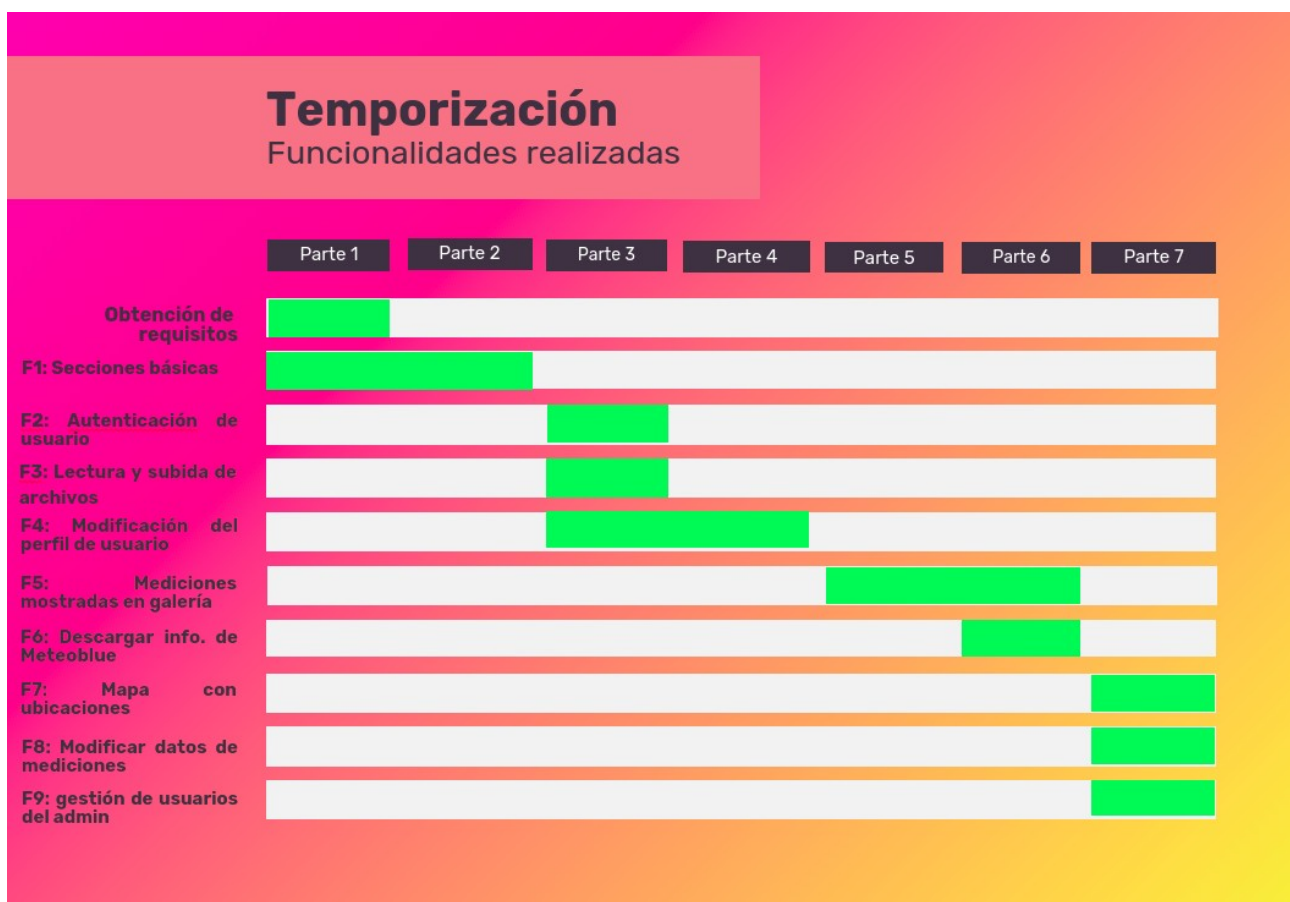 Temporización
Funcionalidades realizadas
Parte 1
Parte 2
Parte 3
Parte 4
Parte 5
Parte 6
Parte 7
Obtención de
requisitos
F1: Secciones básicas
F2: Autenticación de
usuario
F3: Lectura y subida de
archivos
F4: Modificación del
perfil de usuario
F5: Mediciones
mostradas en galería
F6: Descargar info. de
Meteoblue
F7: Mapa con
ubicaciones
F8: Modificar datos de
mediciones
F9: gestión de usuarios
del admin